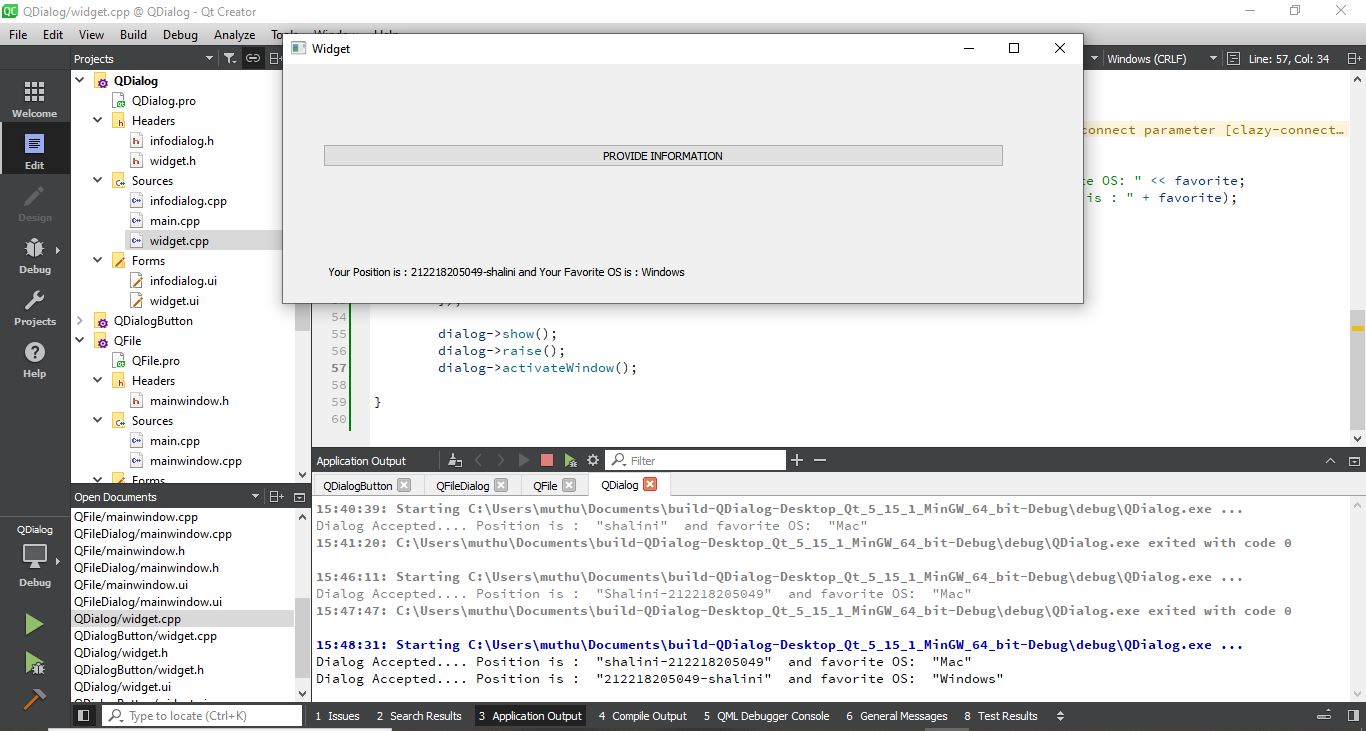 QDialog/widget.cpp @ QDialog - Qt Creator
File Edit View Build Debug Analyze
Widget
Projects
Windows (CRLF) Line: 57, Col: 34
Welcome
Edit
Design
Debug
Projects
Help
QDialog
Debug
QDialog
QDialog.pro
Headers
infodialog.h
widget.h
Sources
infodialog.cpp
main.cpp
widget.cpp
Forms
infodialog.ui
widget.ui
QDialogButton
QFile
QFile.pro
Headers
mainwindow.h
Sources
main.cpp
mainwindow.cpp
Forms
PROVIDE INFORMATION
Your Position is : 212218205049-shalini and Your Favorite OS is : Windows
connect parameter [clazy-connect…
OS: " << favorite;
is : " + favorite);
54
55 dialog->show();
56 dialog->raise();
57 dialog->activateWindow();
58
59 }
60
Open Documents
QFile/mainwindow.cpp
QFileDialog/mainwindow.cpp
QFile/mainwindow.h
QFileDialog/mainwindow.h
QFile/mainwindow.ui
QFileDialog/mainwindow.ui
QDialog/widget.cpp
QDialogButton/widget.cpp
QDialog/widget.h
QDialogButton/widget.h
QDialog/widget.ui
Application Output Filter
QDialogButton QFileDialog QFile QDialog
15:40:39: Starting C:\Users\muthu\Documents\build-QDialog-Desktop_Qt_5_15_1_MinGW_64_bit-Debug\debug\QDialog.exe ...
Dialog Accepted.... Position is : "shalini" and favorite OS: "Mac"
15:41:20: C:\Users\muthu\Documents\build-QDialog-Desktop_Qt_5_15_1_MinGW_64_bit-Debug\debug\QDialog.exe exited with code 0
15:46:11: Starting C:\Users\muthu\Documents\build-QDialog-Desktop_Qt_5_15_1_MinGW_64_bit-Debug\debug\QDialog.exe ...
Dialog Accepted.... Position is : "Shalini-212218205049" and favorite OS: "Mac"
15:47:47: C:\Users\muthu\Documents\build-QDialog-Desktop_Qt_5_15_1_MinGW_64_bit-Debug\debug\QDialog.exe exited with code 0
15:48:31: Starting C:\Users\muthu\Documents\build-QDialog-Desktop_Qt_5_15_1_MinGW_64_bit-Debug\debug\QDialog.exe ...
Dialog Accepted.... Position is : "shalini-212218205049" and favorite OS: "Mac"
Dialog Accepted.... Position is : "212218205049-shalini" and favorite OS: "Windows"
Type to locate (Ctrl+K) 1 Issues 2 Search Results 3 Application Output 4 Compile Output 5 QML Debugger Console 6 General Messages 8 Test Results